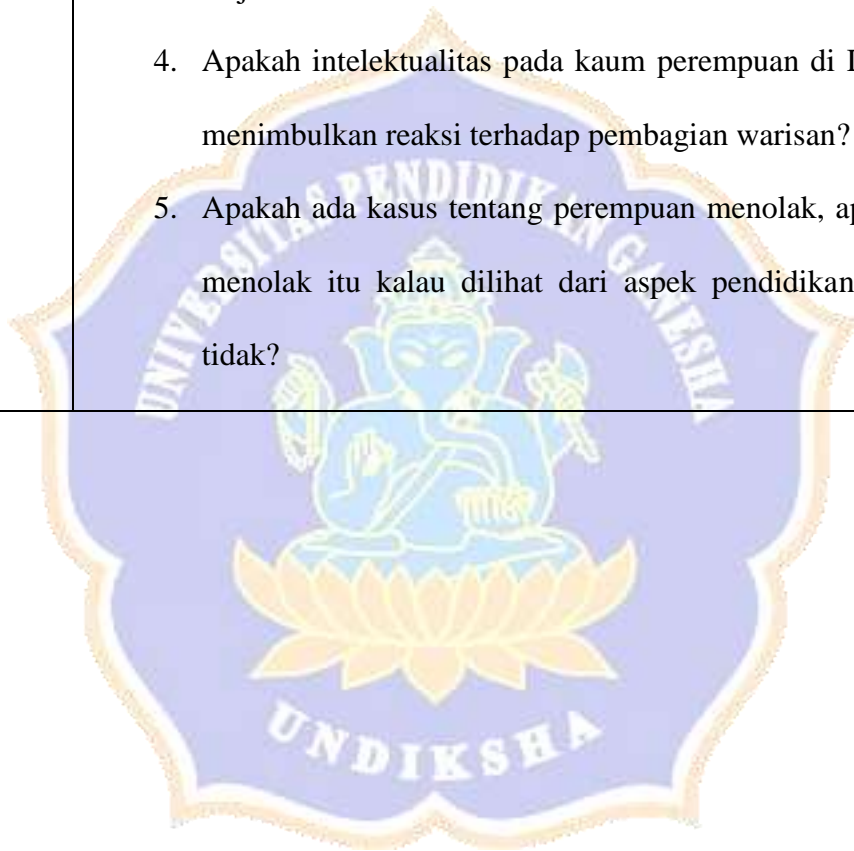 4. Apakah intelektualitas pada kaum perempuan di
menimbulkan reaksi terhadap pembagian warisan?
5. Apakah ada kasus tentang perempuan menolak,
menolak itu kalau dilihat dari aspek pendidikan
tidak?
UNIVERSITAS PENDIDIKAN GANESHA
UNDIKSHA